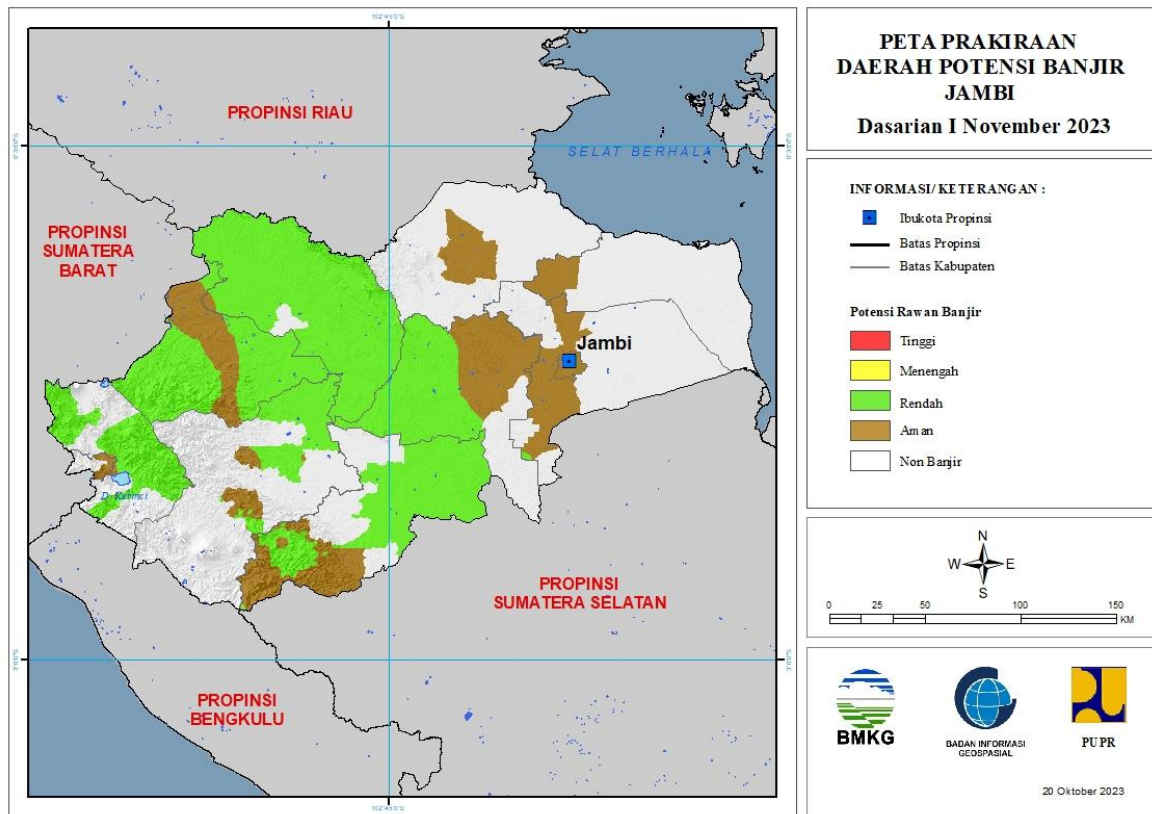 PETA PRAKIRAAN
DAERAH POTENSI BANJIR
JAMBI
Dasarian I November 2023
INFORMASI/ KETERANGAN :
Ibukota Propinsi
Batas Propinsi
Batas Kabupaten
Potensi Rawan Banjir
Tinggi
Menengah
Rendah
Aman
Non Banjir
N
W E
S
0 25 50 100 150
KM
BMKG
BADAN INFORMASI
GEOSPASIAL
PUPR
20 Oktober 2023
PROPINSI RIAU
SELAT BERHALA
PROPINSI
SUMATERA
BARAT
Jambi
D. Kerinci
PROPINSI
SUMATERA SELATAN
PROPINSI
BENGKULU